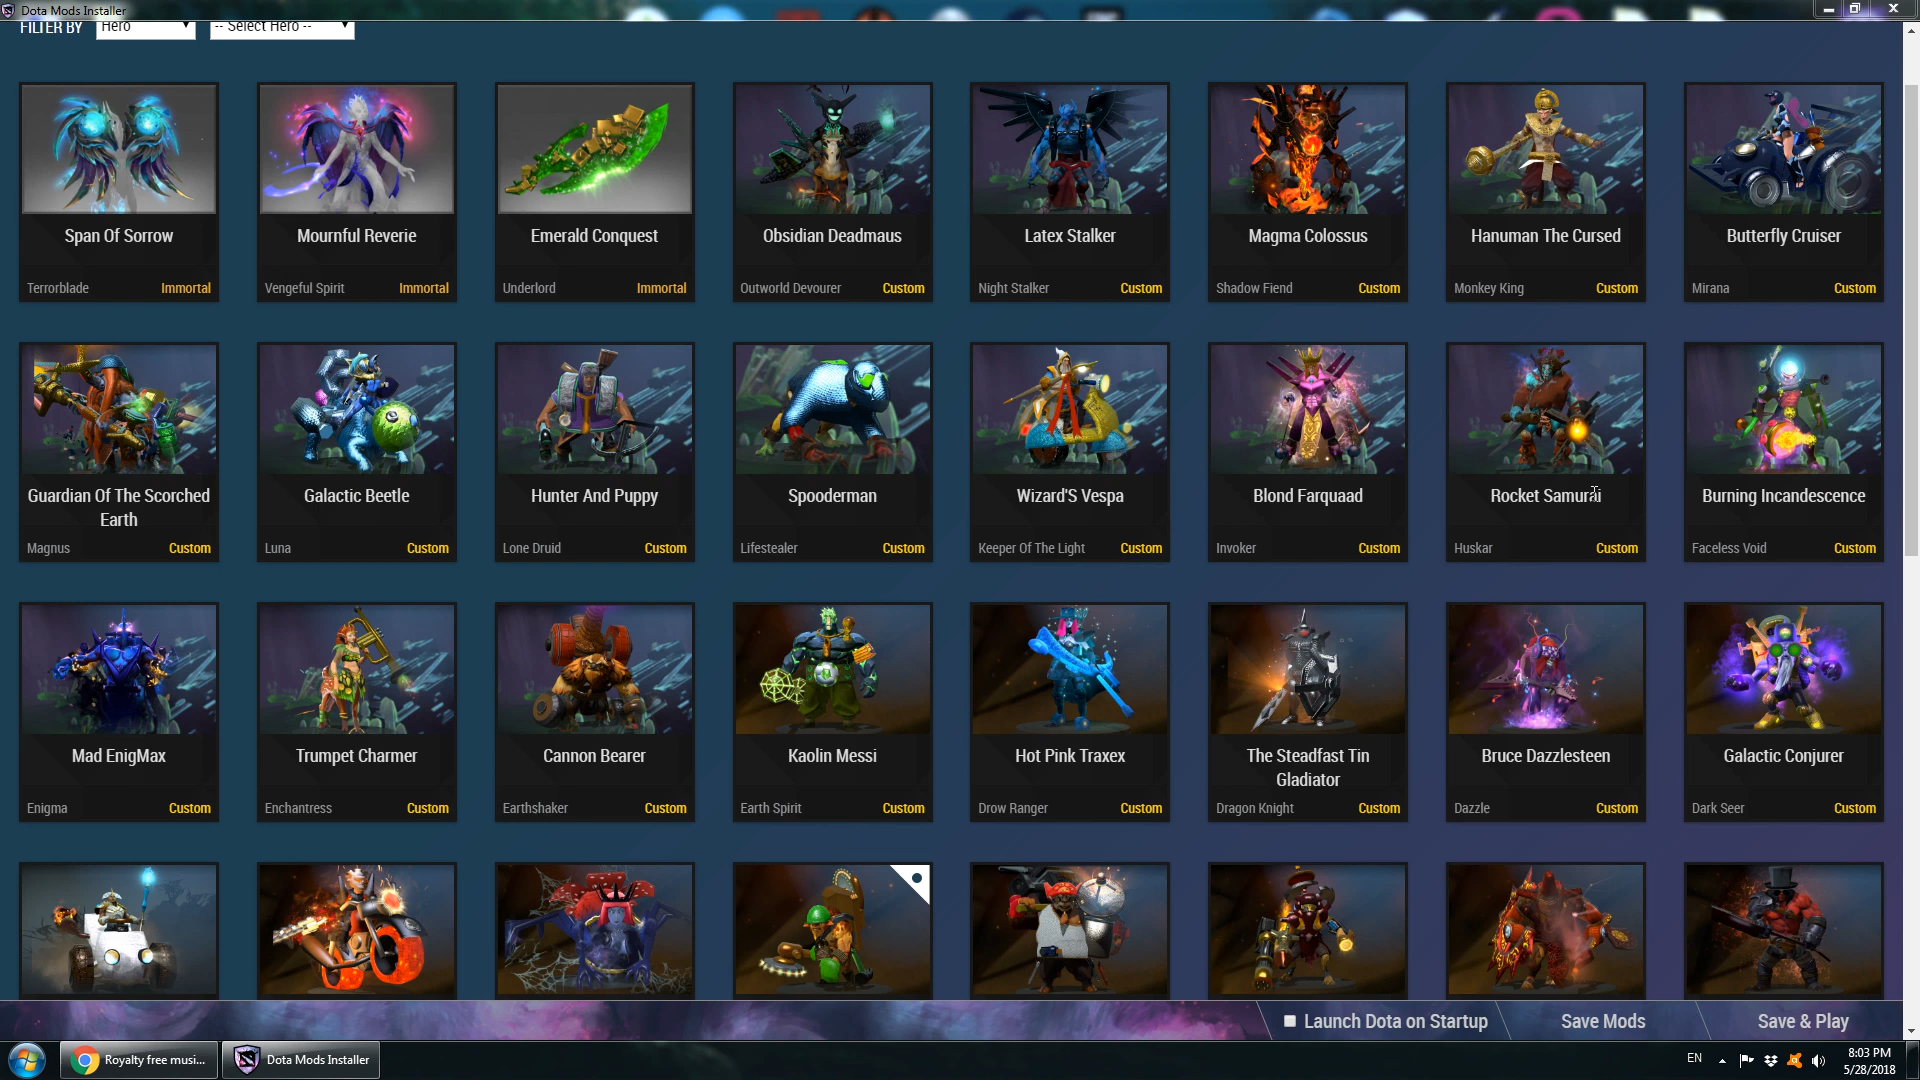 Dota Mods Installer
FILTER BY Hero -- Select Hero --
Span Of Sorrow
Terrorblade Immortal
Mournful Reverie
Vengeful Spirit Immortal
Emerald Conquest
Underlord Immortal
Obsidian Deadmaus
Outworld Devourer Custom
Latex Stalker
Night Stalker Custom
Magma Colossus
Shadow Fiend Custom
Hanuman The Cursed
Monkey King Custom
Butterfly Cruiser
Mirana Custom
Guardian Of The Scorched
Earth
Magnus Custom
Galactic Beetle
Luna Custom
Hunter And Puppy
Lone Druid Custom
Spooderman
Lifestealer Custom
Wizard'S Vespa
Keeper Of The Light Custom
Blond Farquaad
Invoker Custom
Rocket Samurai
Huskar Custom
Burning Incandescence
Faceless Void Custom
Mad EnigMax
Enigma Custom
Trumpet Charmer
Enchantress Custom
Cannon Bearer
Earthshaker Custom
Kaolin Messi
Earth Spirit Custom
Hot Pink Traxex
Drow Ranger Custom
The Steadfast Tin
Gladiator
Dragon Knight Custom
Bruce Dazzlesteen
Dazzle Custom
Galactic Conjurer
Dark Seer Custom
Launch Dota on Startup
Save Mods
Save & Play
Royalty free musi...
Dota Mods Installer
EN
8:03 PM
5/28/2018